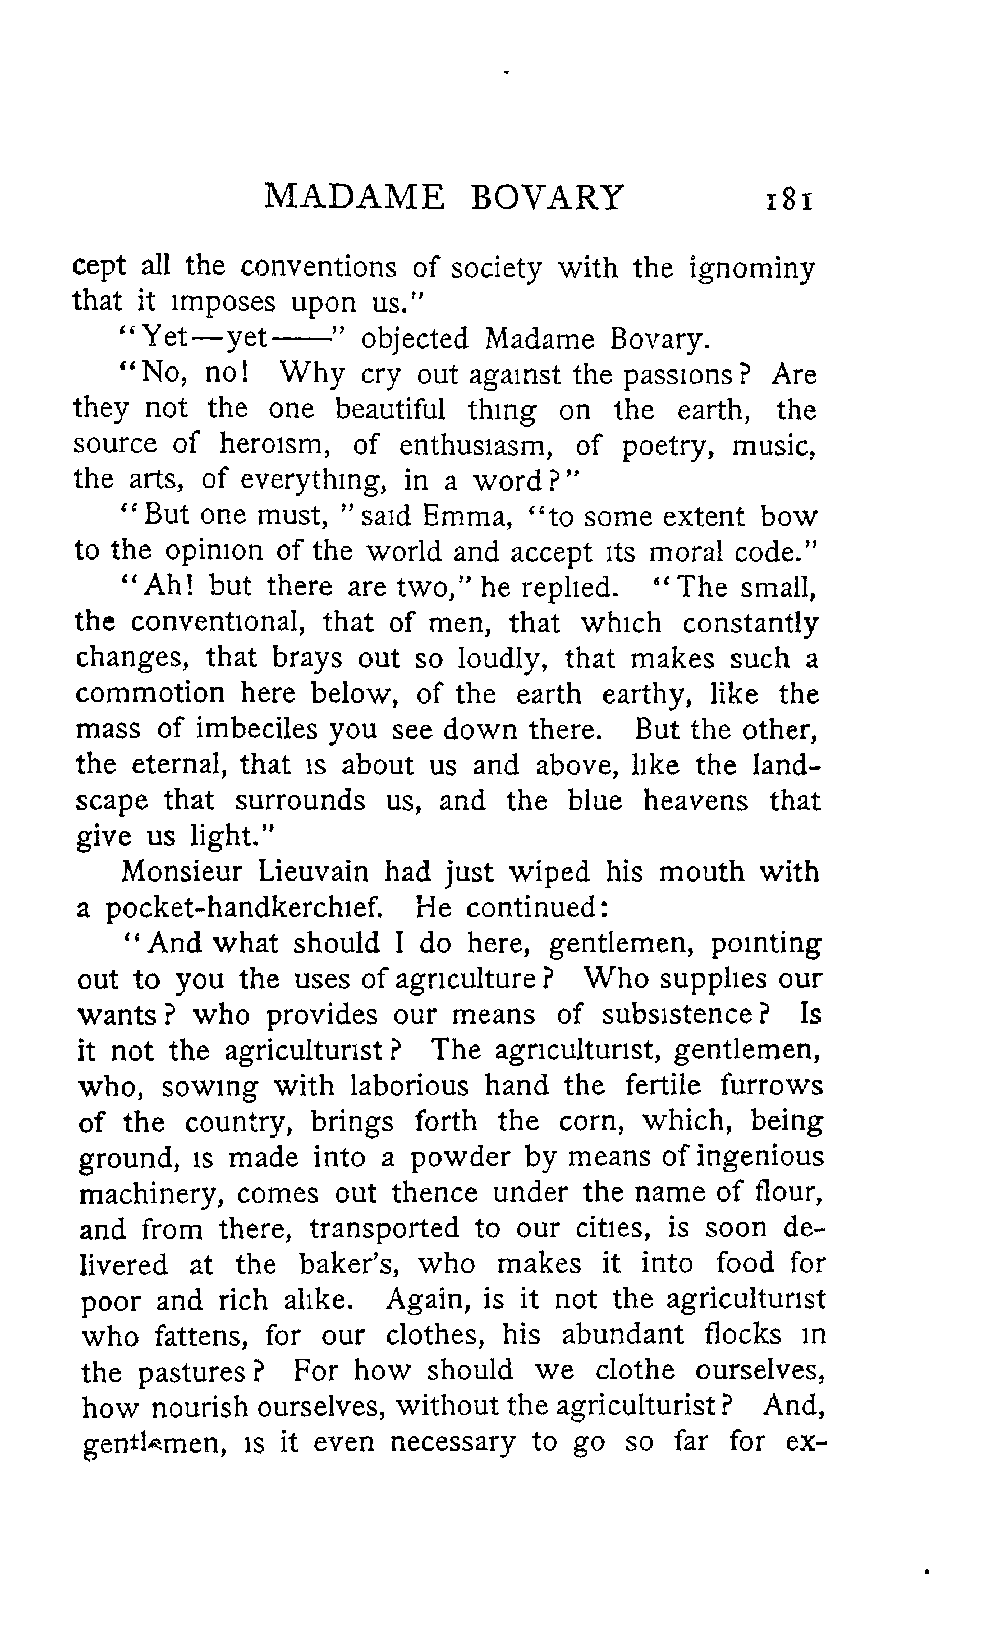 MADAME BOVARY 181
cept all the conventions of society with the ignominy
that it imposes upon us."
"Yet—yet——" objected Madame Bovary.
"No, no! Why cry out against the passions? Are
they not the one beautiful thing on the earth, the
source of heroism, of enthusiasm, of poetry, music,
the arts, of everything, in a word?"
"But one must," said Emma, "to some extent bow
to the opinion of the world and accept its moral code."
"Ah! but there are two," he replied. "The small,
the conventional, that of men, that which constantly
changes, that brays out so loudly, that makes such a
commotion here below, of the earth earthy, like the
mass of imbeciles you see down there. But the other,
the eternal, that is about us and above, like the land-
scape that surrounds us, and the blue heavens that
give us light."
Monsieur Lieuvain had just wiped his mouth with
a pocket-handkerchief. He continued:
"And what should I do here, gentlemen, pointing
out to you the uses of agriculture? Who supplies our
wants? who provides our means of subsistence? Is
it not the agriculturist? The agriculturist, gentlemen,
who, sowing with laborious hand the fertile furrows
of the country, brings forth the corn, which, being
ground, is made into a powder by means of ingenious
machinery, comes out thence under the name of flour,
and from there, transported to our cities, is soon de-
livered at the baker's, who makes it into food for
poor and rich alike. Again, is it not the agriculturist
who fattens, for our clothes, his abundant flocks in
the pastures? For how should we clothe ourselves,
how nourish ourselves, without the agriculturist? And,
gentlemen, is it even necessary to go so far for ex-